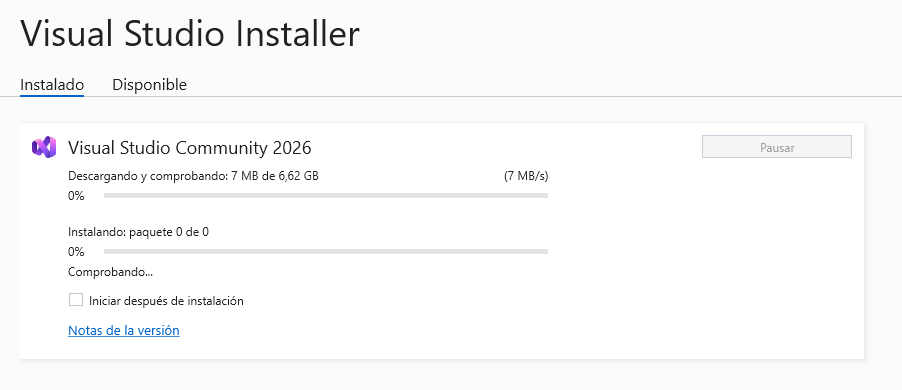 Visual Studio Installer
Instalado Disponible
Visual Studio Community 2026 Pausar
Descargando y comprobando: 7 MB de 6,62 GB (7 MB/s)
0%
Instalando: paquete 0 de 0
0%
Comprobando...
Iniciar después de instalación
Notas de la versión